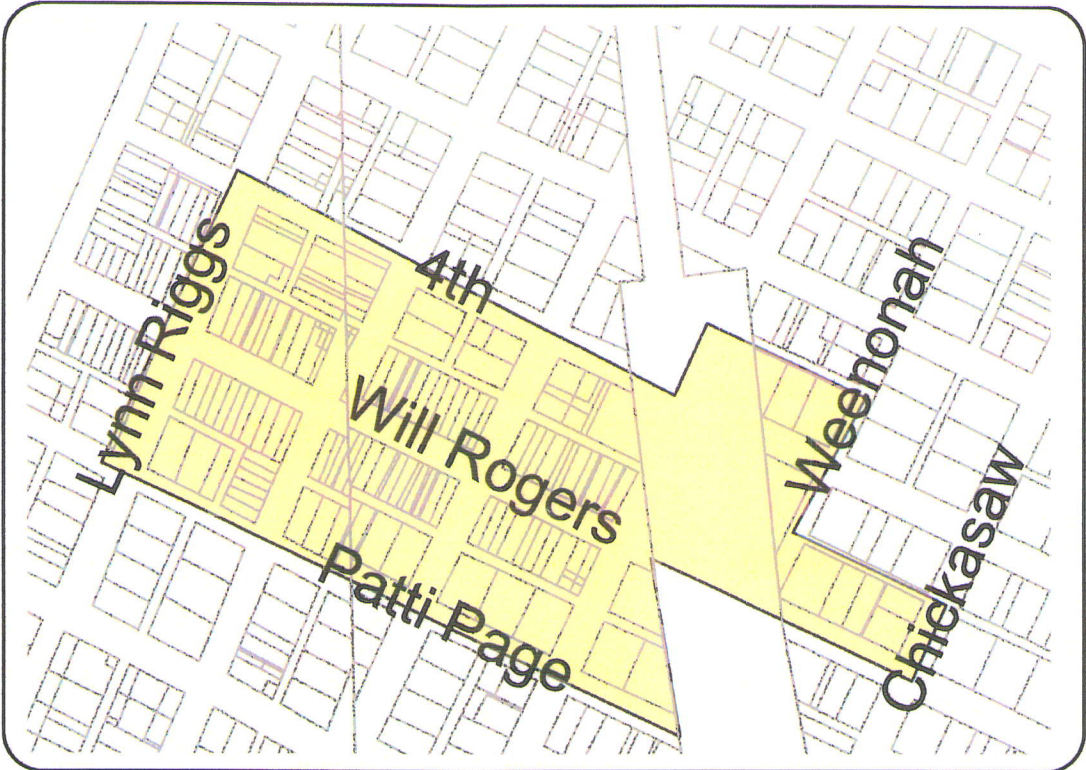 4th
Lynn Riggs
Weenonah
Will Rogers
Chickasaw
Patti Page